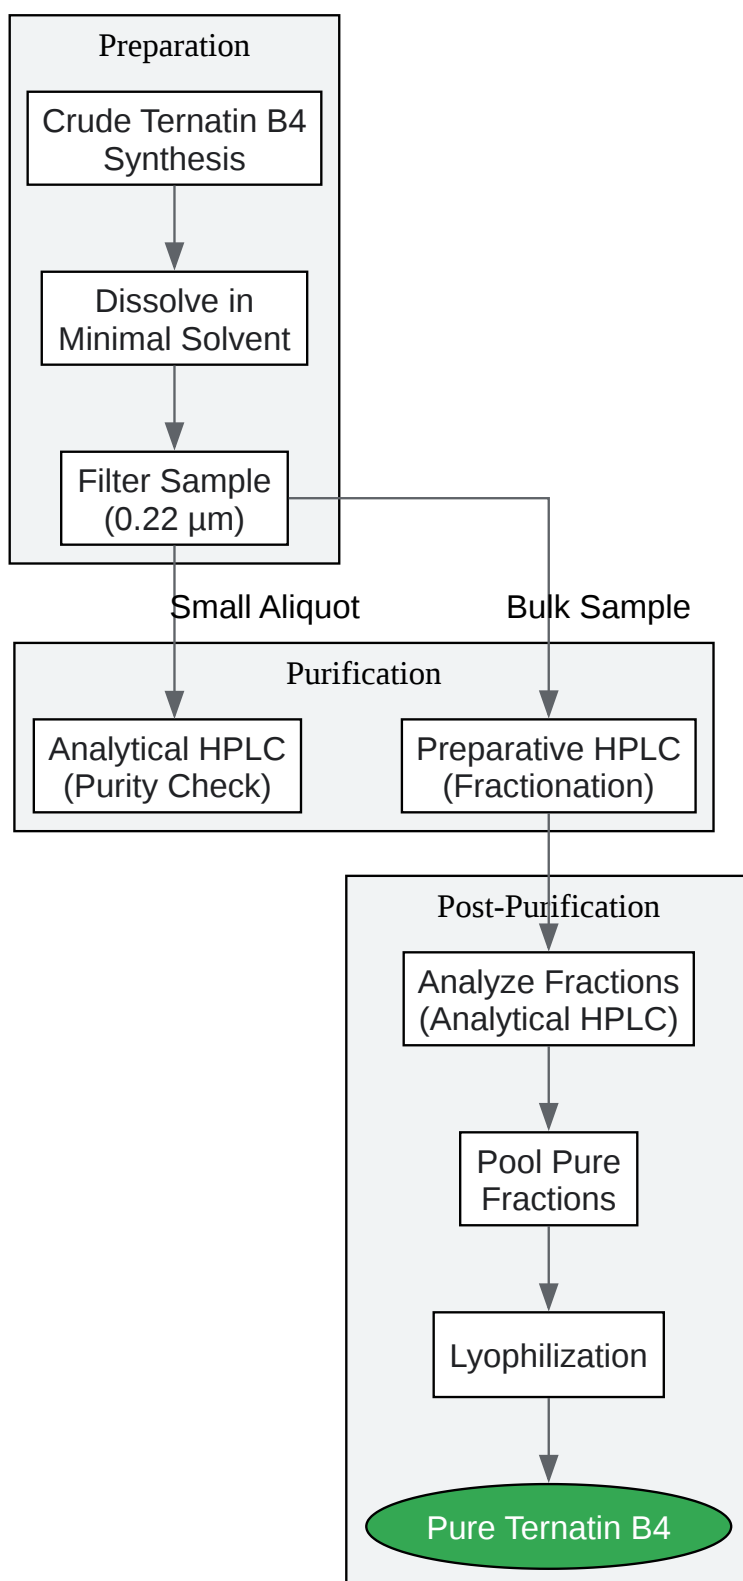 Preparation
Crude Ternatin B4
Synthesis
Dissolve in
Minimal Solvent
Filter Sample
(0.22 µm)
Small Aliquot
Bulk Sample
Purification
Analytical HPLC
(Purity Check)
Preparative HPLC
(Fractionation)
Post-Purification
Analyze Fractions
(Analytical HPLC)
Pool Pure
Fractions
Lyophilization
Pure Ternatin B4